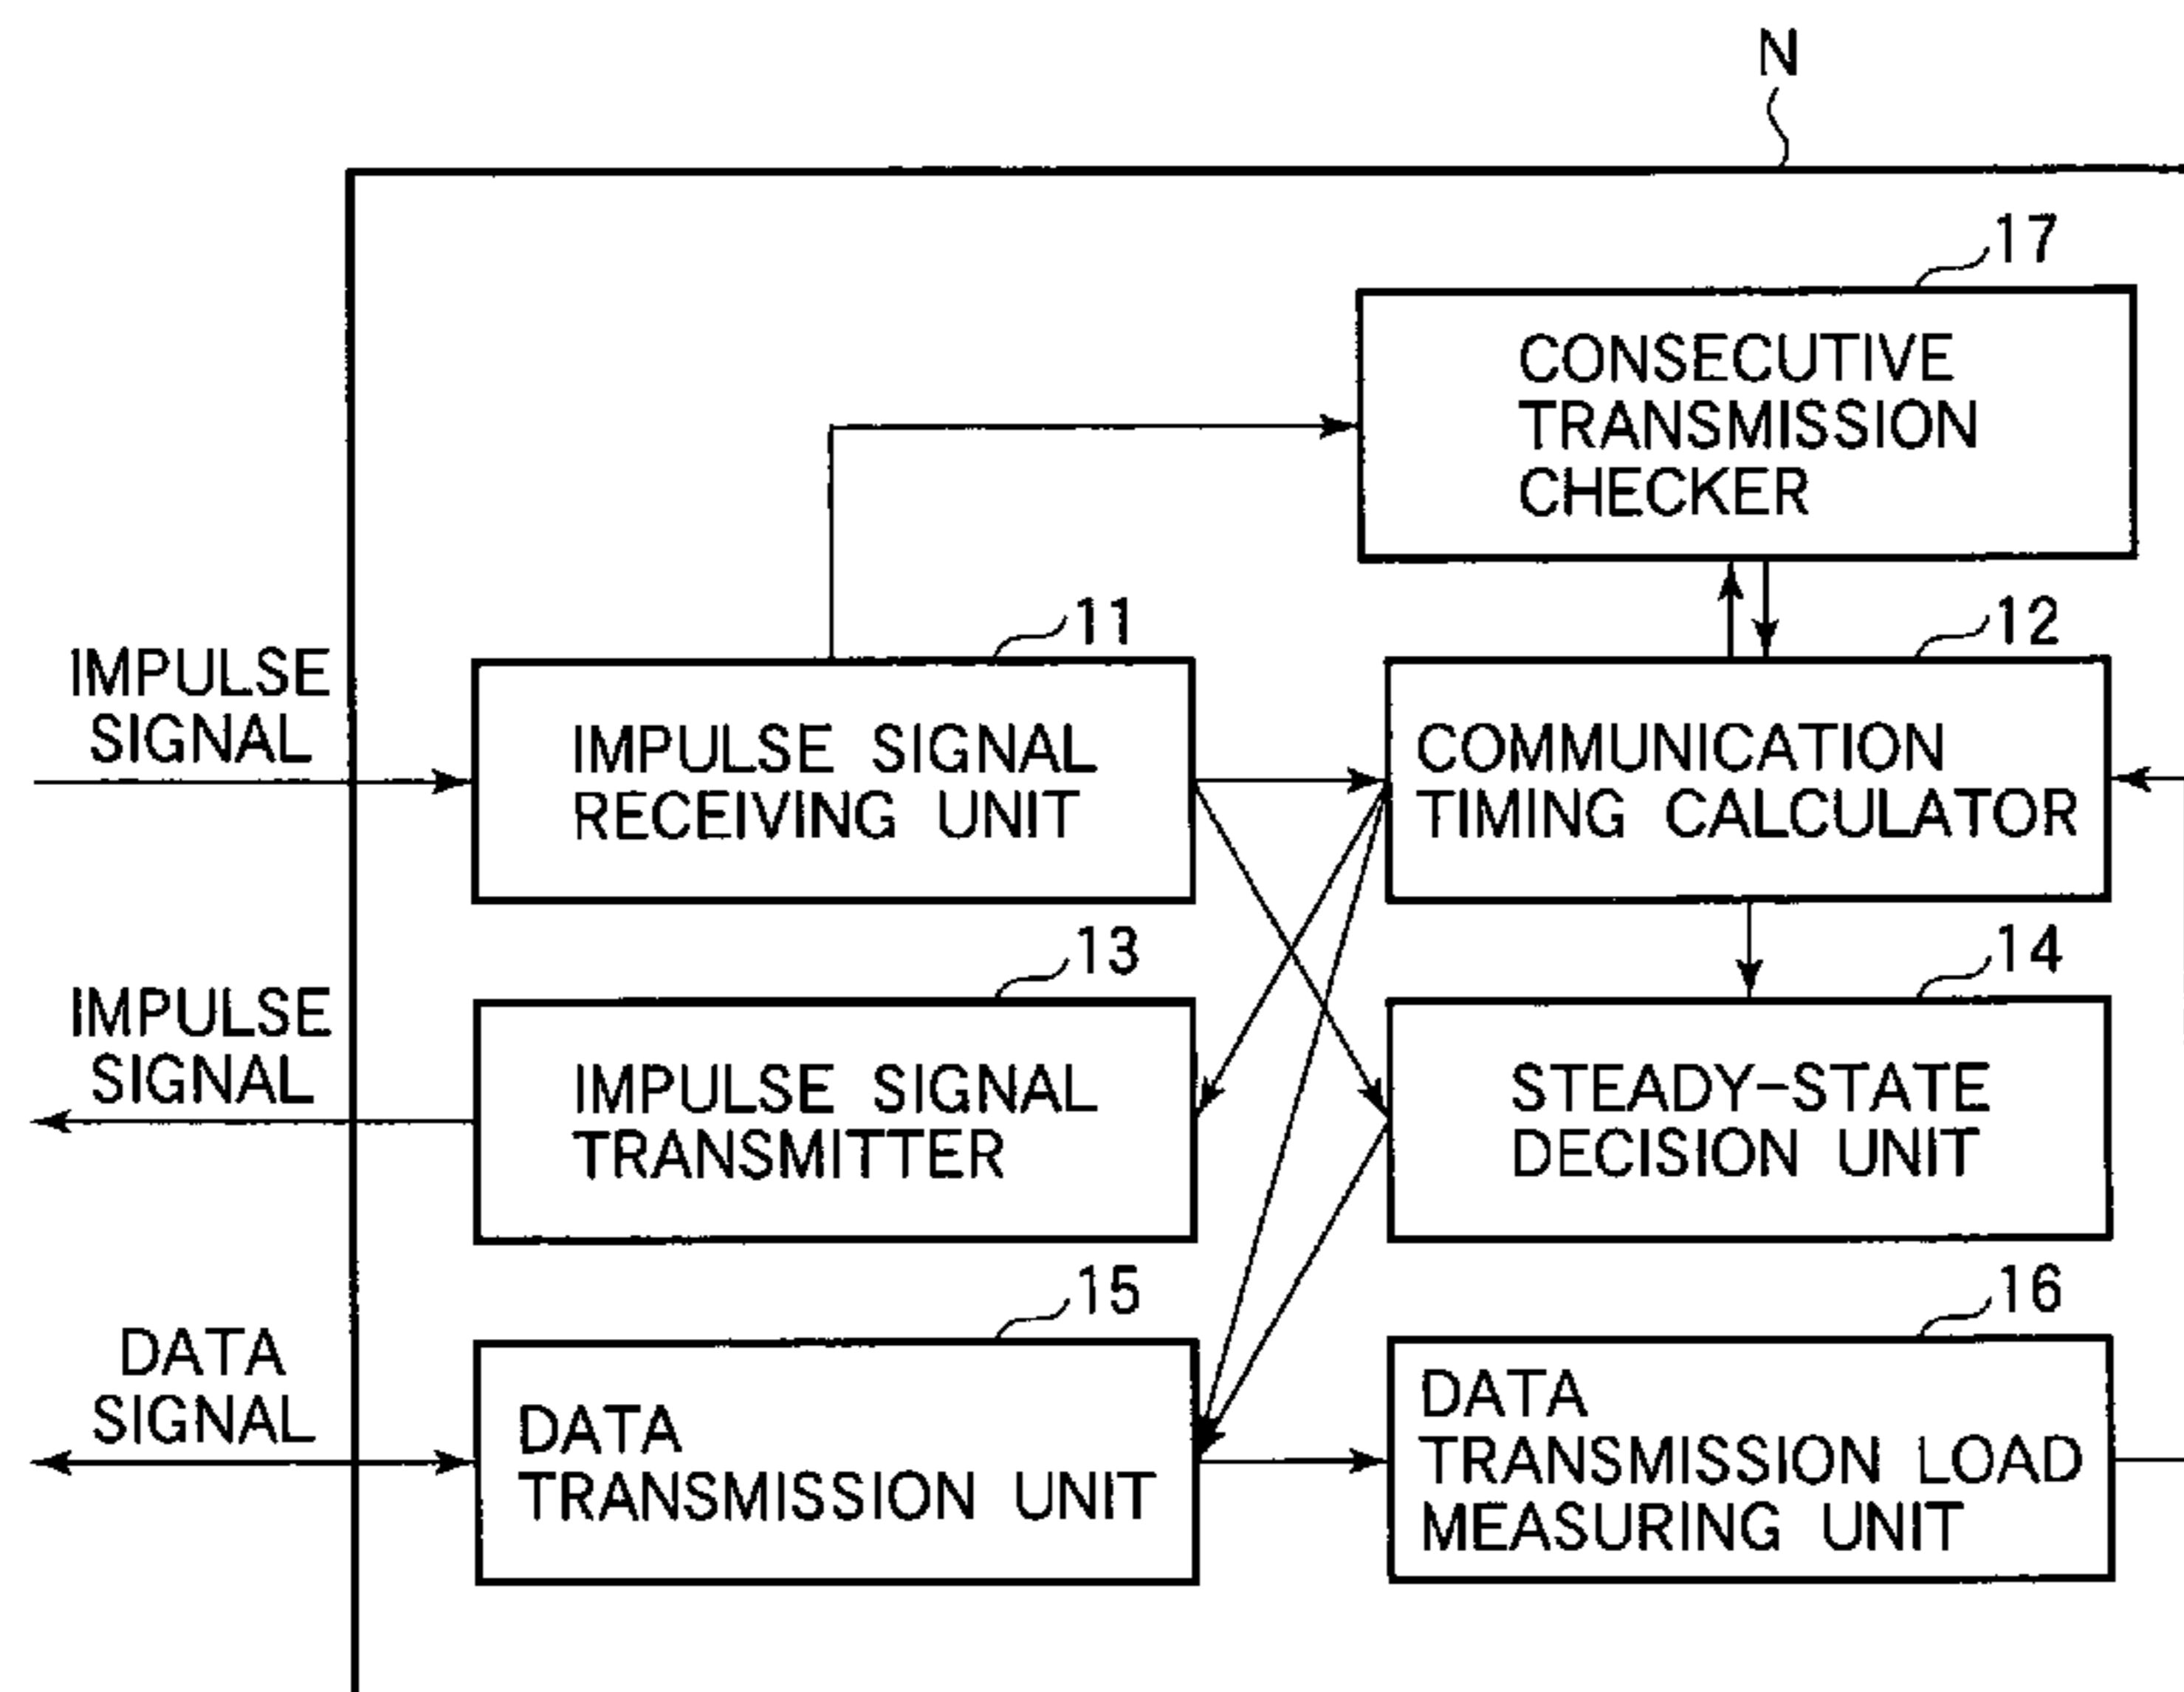 N
17
CONSECUTIVE
TRANSMISSION
CHECKER
11
12
IMPULSE
SIGNAL
IMPULSE SIGNAL
RECEIVING UNIT
COMMUNICATION
TIMING CALCULATOR
13
14
IMPULSE
SIGNAL
IMPULSE SIGNAL
TRANSMITTER
STEADY-STATE
DECISION UNIT
15
16
DATA
SIGNAL
DATA
TRANSMISSION UNIT
DATA
TRANSMISSION LOAD
MEASURING UNIT